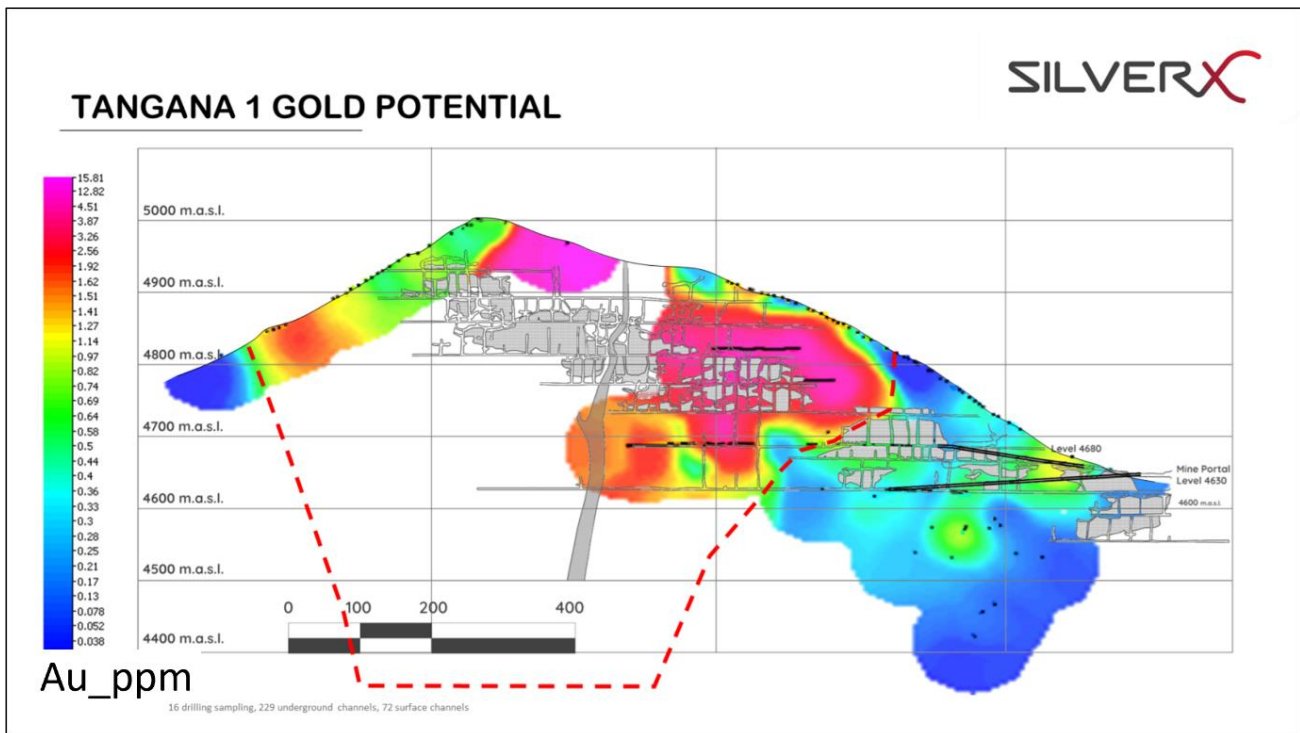 SILVERX
TANGANA 1 GOLD POTENTIAL
15.81
12.82
4.51
3.87
3.26
2.56
1.92
1.62
1.51
1.41
1.27
1.14
0.97
0.82
0.74
0.69
0.64
0.58
0.5
0.44
0.4
0.36
0.33
0.3
0.28
0.25
0.21
0.17
0.13
0.078
0.052
0.038
Au_ppm
5000 m.a.s.l.
4900 m.a.s.l.
4800 m.a.s.l.
4700 m.a.s.l.
4600 m.a.s.l.
4500 m.a.s.l.
4400 m.a.s.l.
Level 4680
Mine Portal
Level 4630
4600 m.a.s.l.
0 100 200 400
16 drilling sampling, 229 underground channels, 72 surface channels